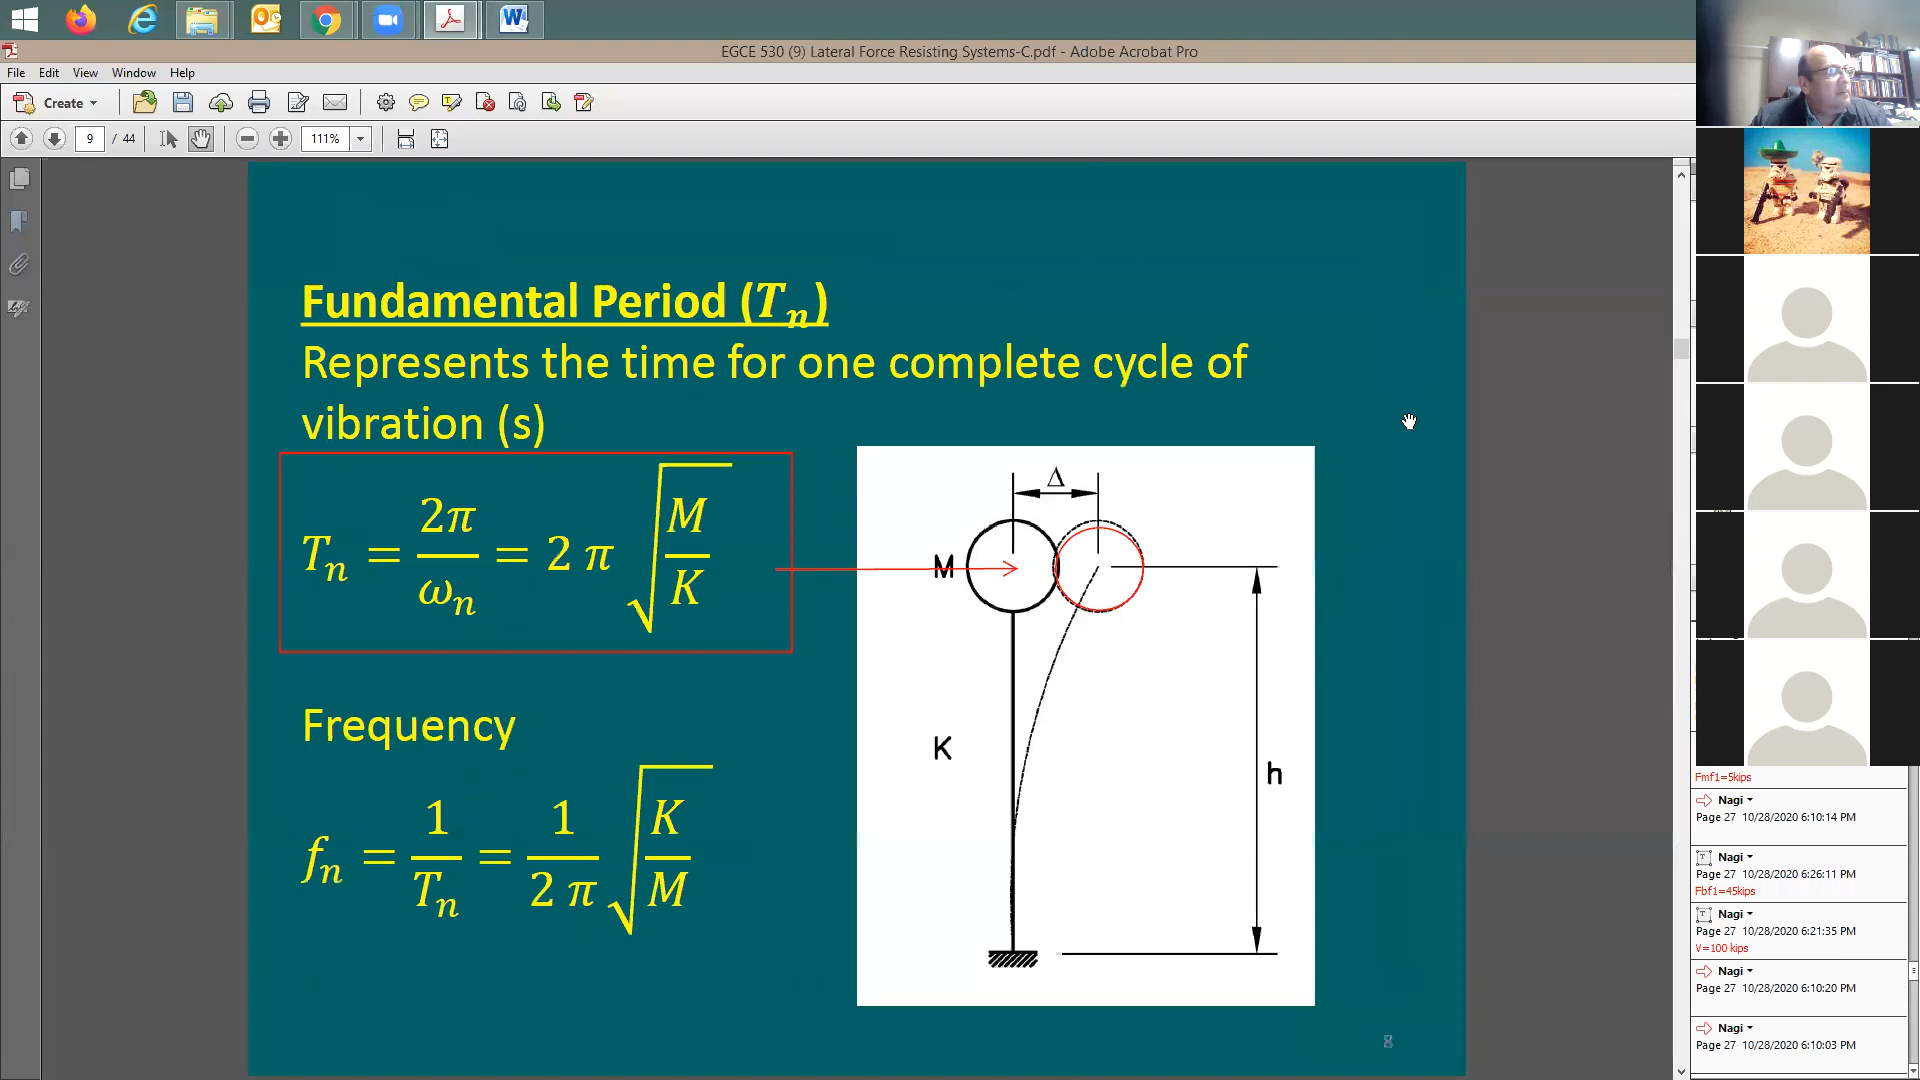 EGCE 530 (9) Lateral Force Resisting Systems-C.pdf - Adobe Acrobat Pro
File Edit View Window Help
Create
9 / 44 111%
Fundamental Period (Tₙ)
Represents the time for one complete cycle of
vibration (s)
Tₙ = 2π/ωₙ = 2 π √(M/K)
Frequency
fₙ = 1/Tₙ = 1/(2 π) √(K/M)
Δ
M
K
h
8
Fmf1=5kips
Nagi
Page 27 10/28/2020 6:10:14 PM
Nagi
Page 27 10/28/2020 6:26:11 PM
Fbf1=45kips
Nagi
Page 27 10/28/2020 6:21:35 PM
V=100 kips
Nagi
Page 27 10/28/2020 6:10:20 PM
Nagi
Page 27 10/28/2020 6:10:03 PM